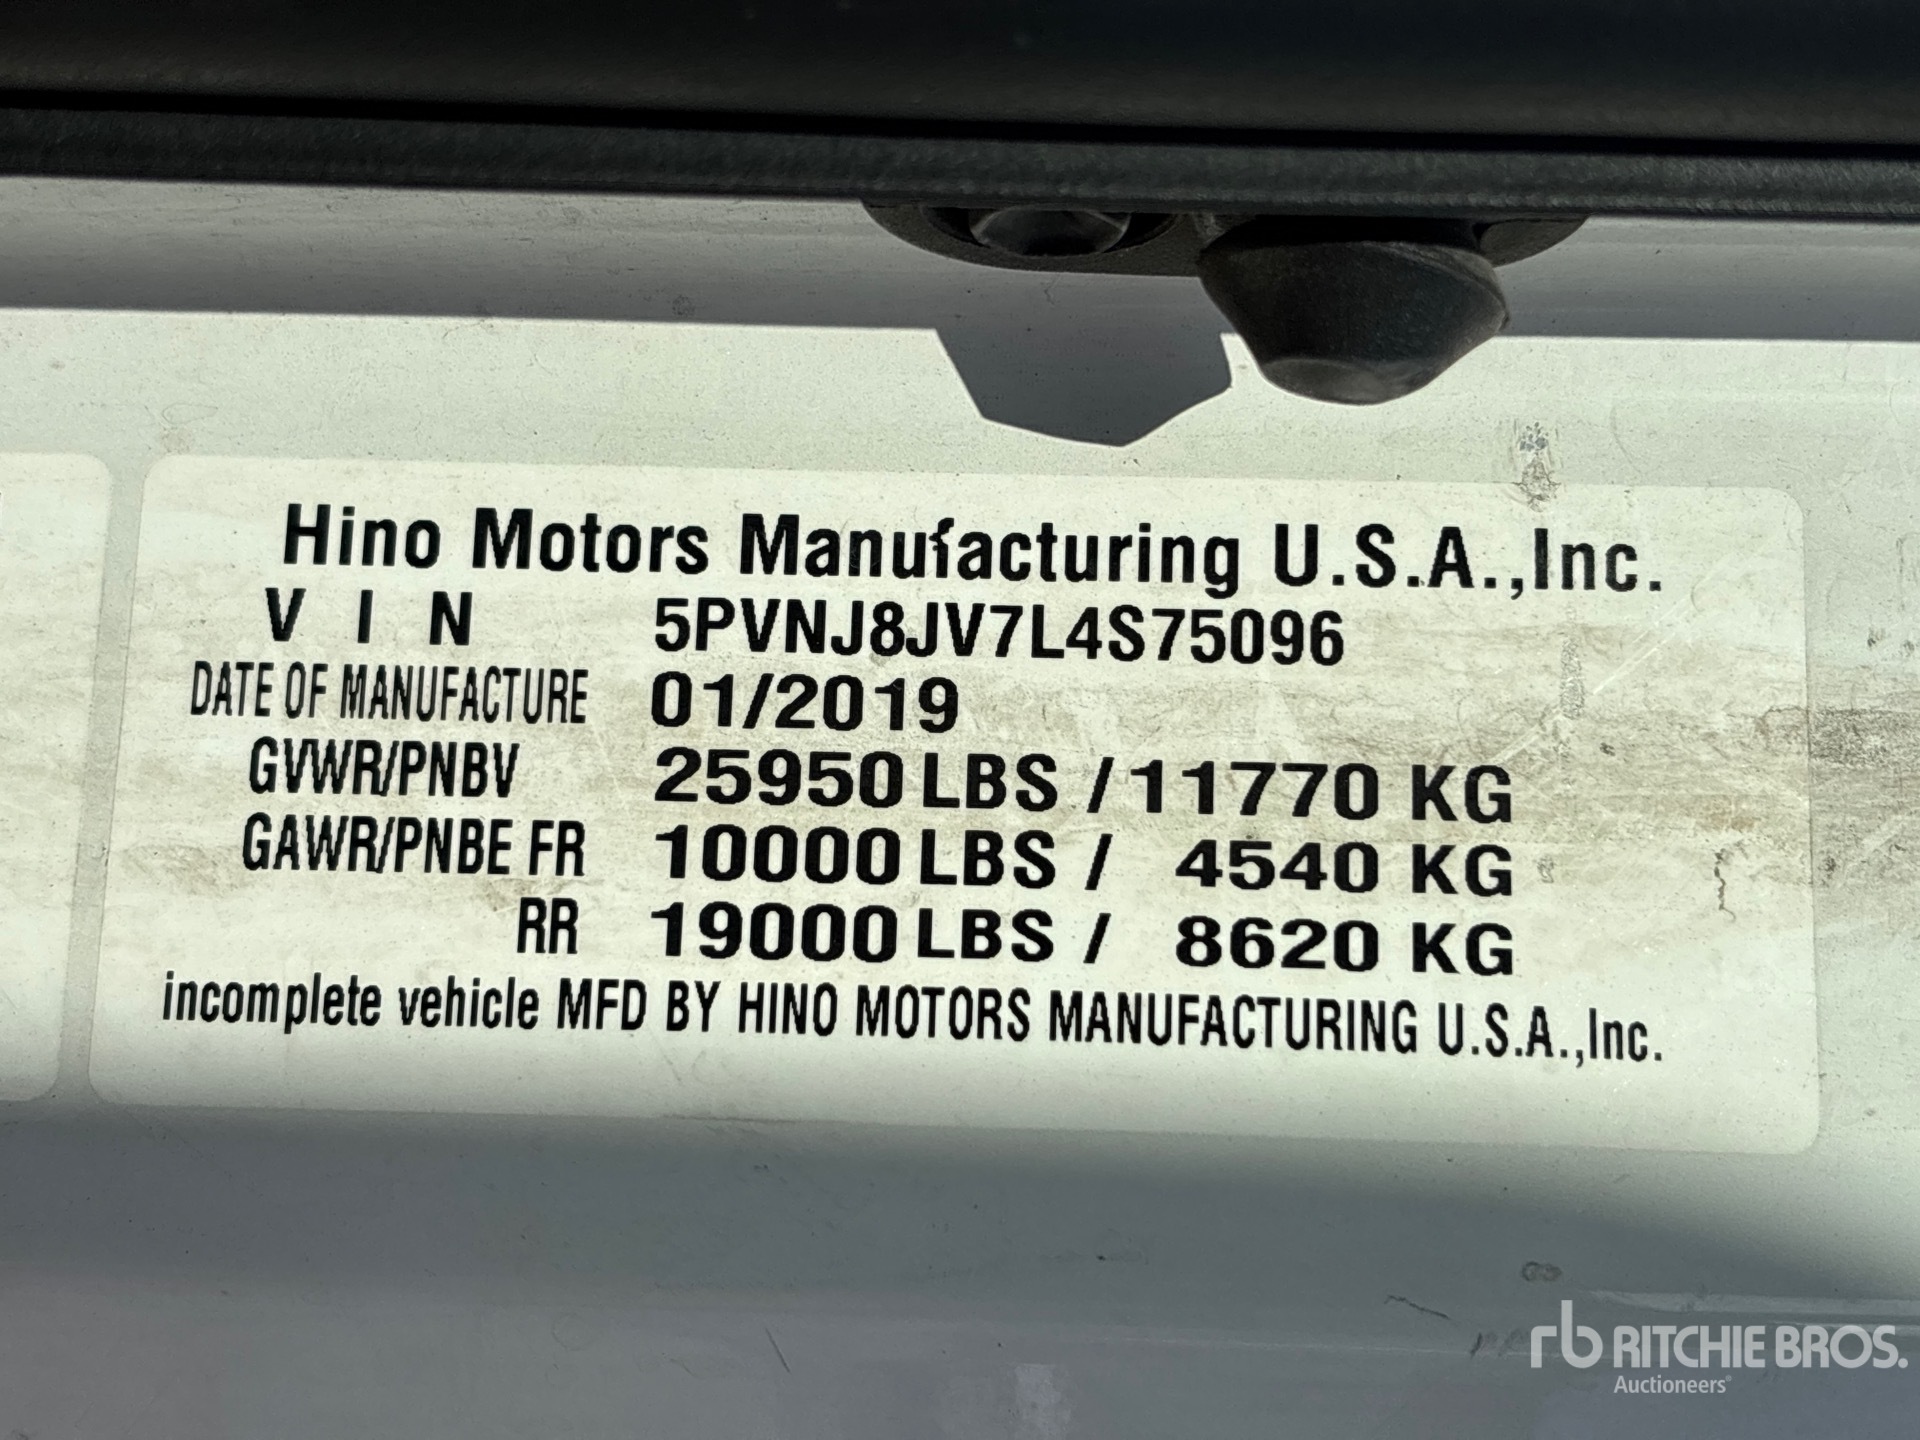 Hino Motors Manufacturing U.S.A.,Inc.
V I N 5PVNJ8JV7L4S75096
DATE OF MANUFACTURE 01/2019
GVWR/PNBV 25950 LBS / 11770 KG
GAWR/PNBE FR 10000 LBS / 4540 KG
RR 19000 LBS / 8620 KG
incomplete vehicle MFD BY HINO MOTORS MANUFACTURING U.S.A.,Inc.
rb RITCHIE BROS.
Auctioneers